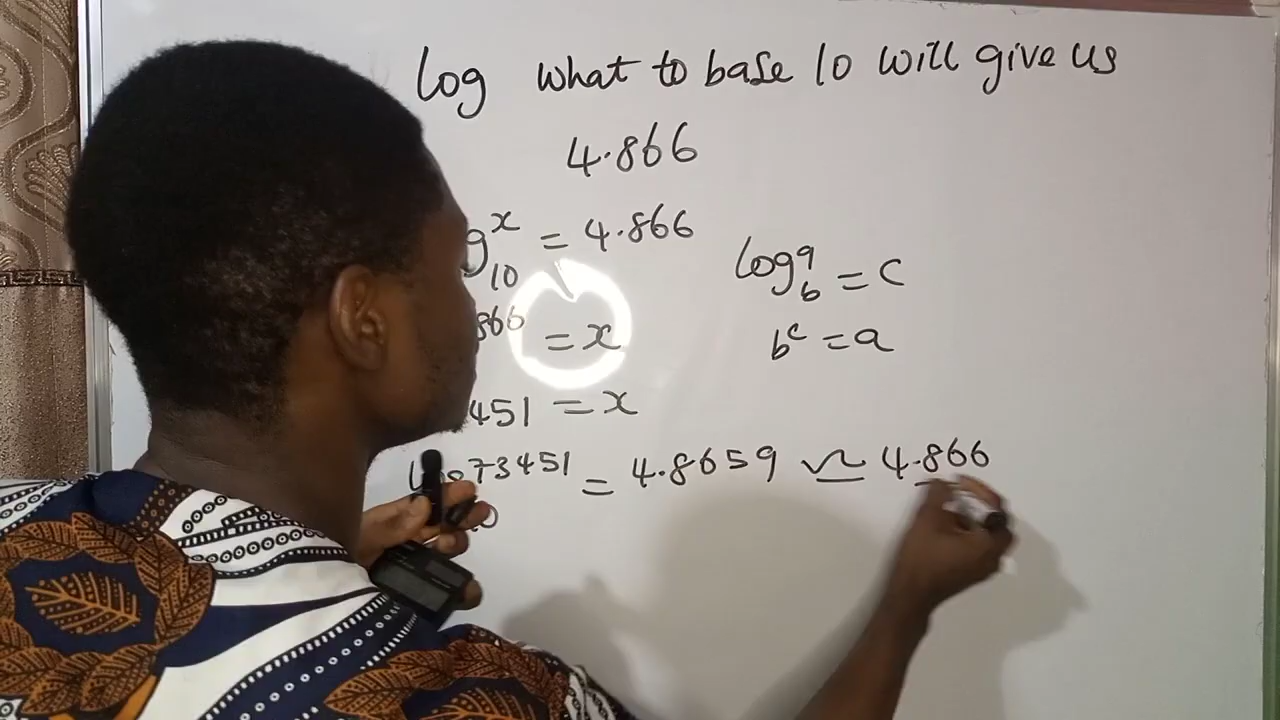 log what to base 10 will give us
4.866
g x 10 = 4.866
log a b = c
866 = x
b^c = a
451 = x
73451 = 4.8659 ≃ 4.866